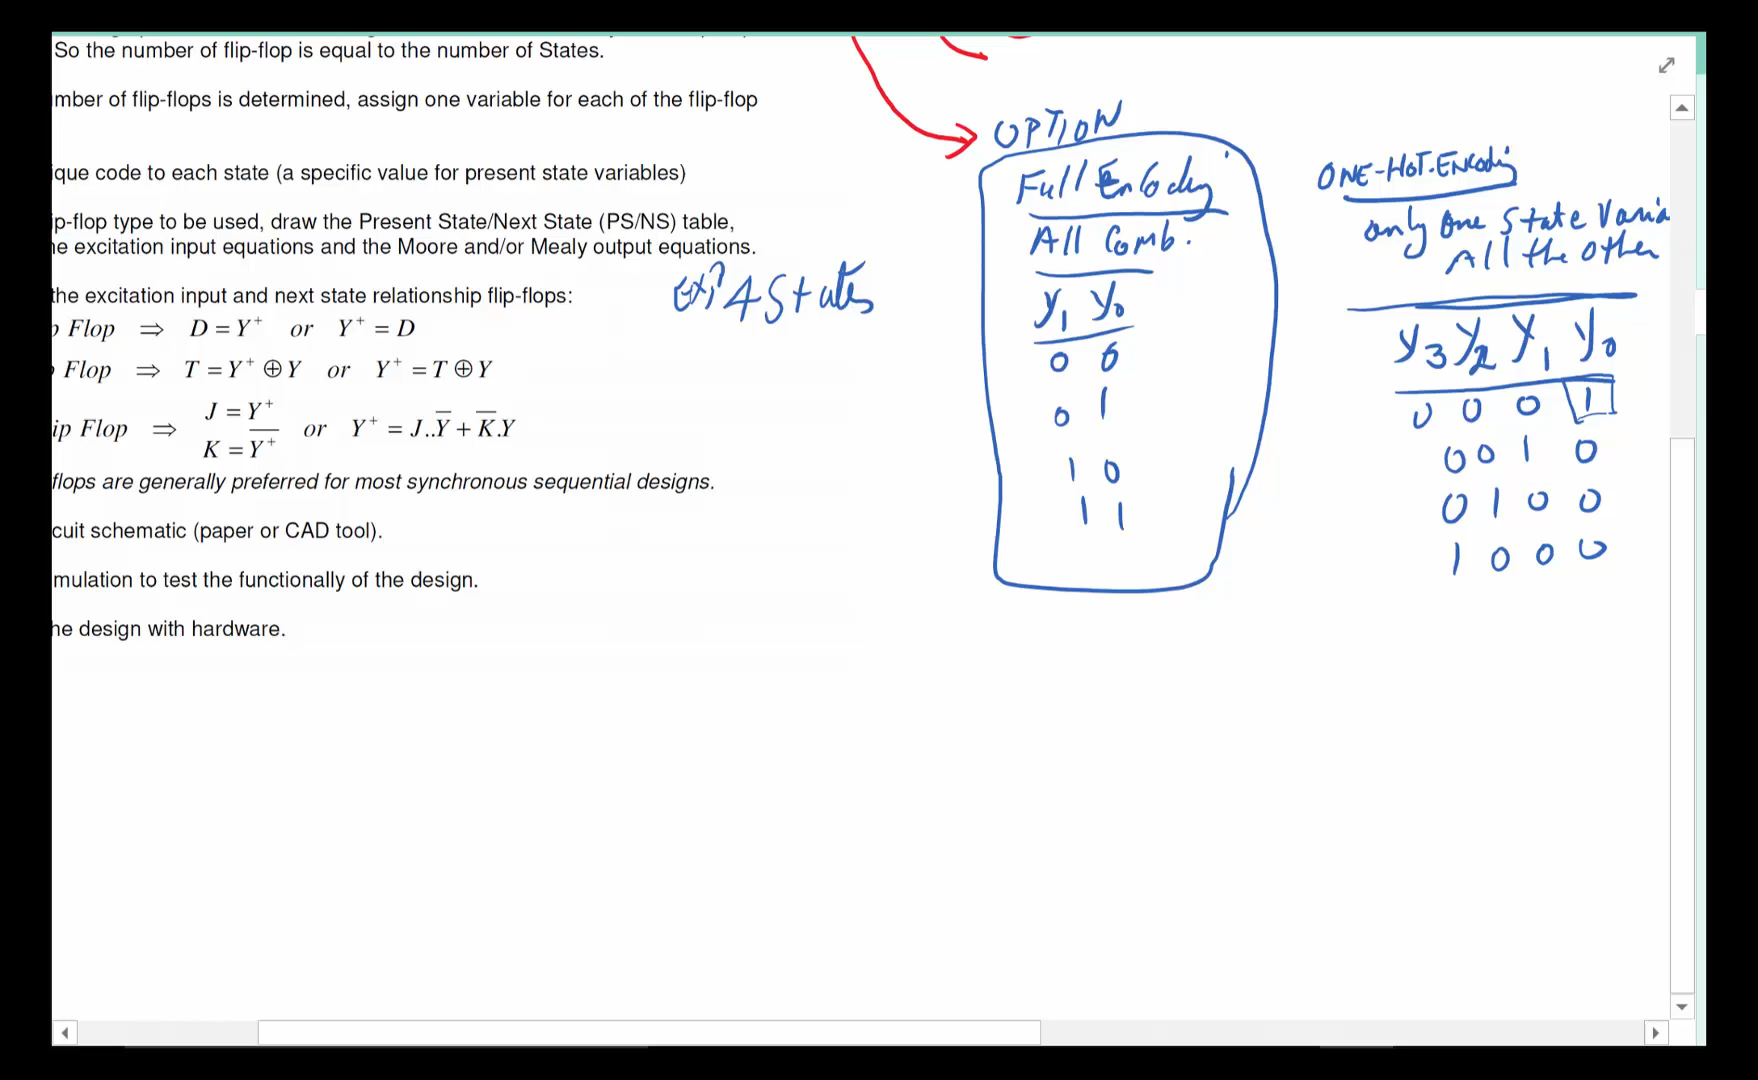 So the number of flip-flop is equal to the number of States.
mber of flip-flops is determined, assign one variable for each of the flip-flop
ique code to each state (a specific value for present state variables)
ip-flop type to be used, draw the Present State/Next State (PS/NS) table,
ne excitation input equations and the Moore and/or Mealy output equations.
the excitation input and next state relationship flip-flops:
o Flop ⇒ D = Y⁺ or Y⁺ = D
o Flop ⇒ T = Y⁺ ⊕ Y or Y⁺ = T ⊕ Y
ip Flop ⇒ J = Y⁺ K = Y̅⁺ or Y⁺ = J..Y̅ + K̅.Y
flops are generally preferred for most synchronous sequential designs.
cuit schematic (paper or CAD tool).
mulation to test the functionally of the design.
he design with hardware.
4 States
OPTION
Full Encoding
All Comb.
y₁ y₀
0 0
0 1
1 0
1 1
ONE-HOT-Encodi
only one State Varia
All the other
y₃ y₂ y₁ y₀
0 0 0 1
0 0 1 0
0 1 0 0
1 0 0 0